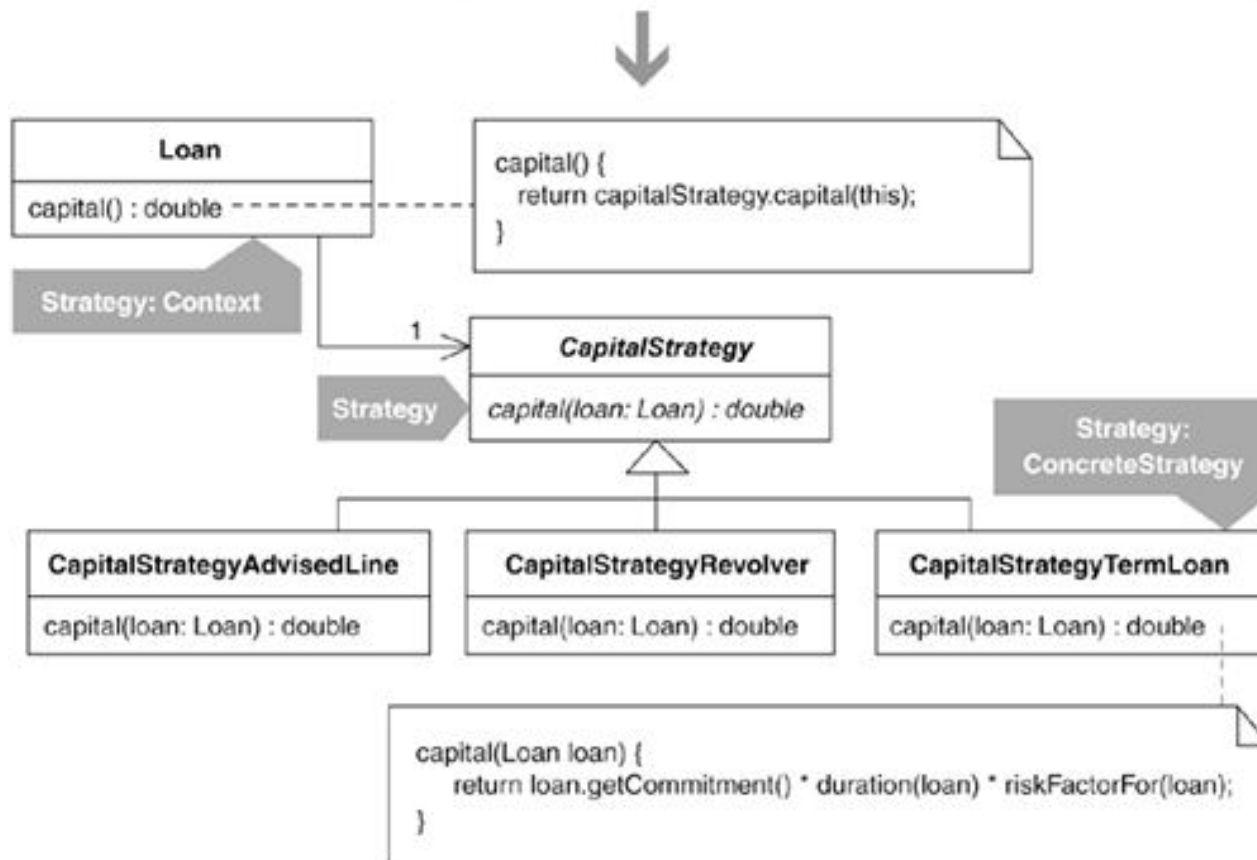 Loan
capital() : double
capital() {
return capitalStrategy.capital(this);
}
Strategy: Context
1
CapitalStrategy
capital(loan: Loan) : double
Strategy
Strategy:
ConcreteStrategy
CapitalStrategyAdvisedLine
capital(loan: Loan) : double
CapitalStrategyRevolver
capital(loan: Loan) : double
CapitalStrategyTermLoan
capital(loan: Loan) : double
capital(Loan loan) {
return loan.getCommitment() * duration(loan) * riskFactorFor(loan);
}